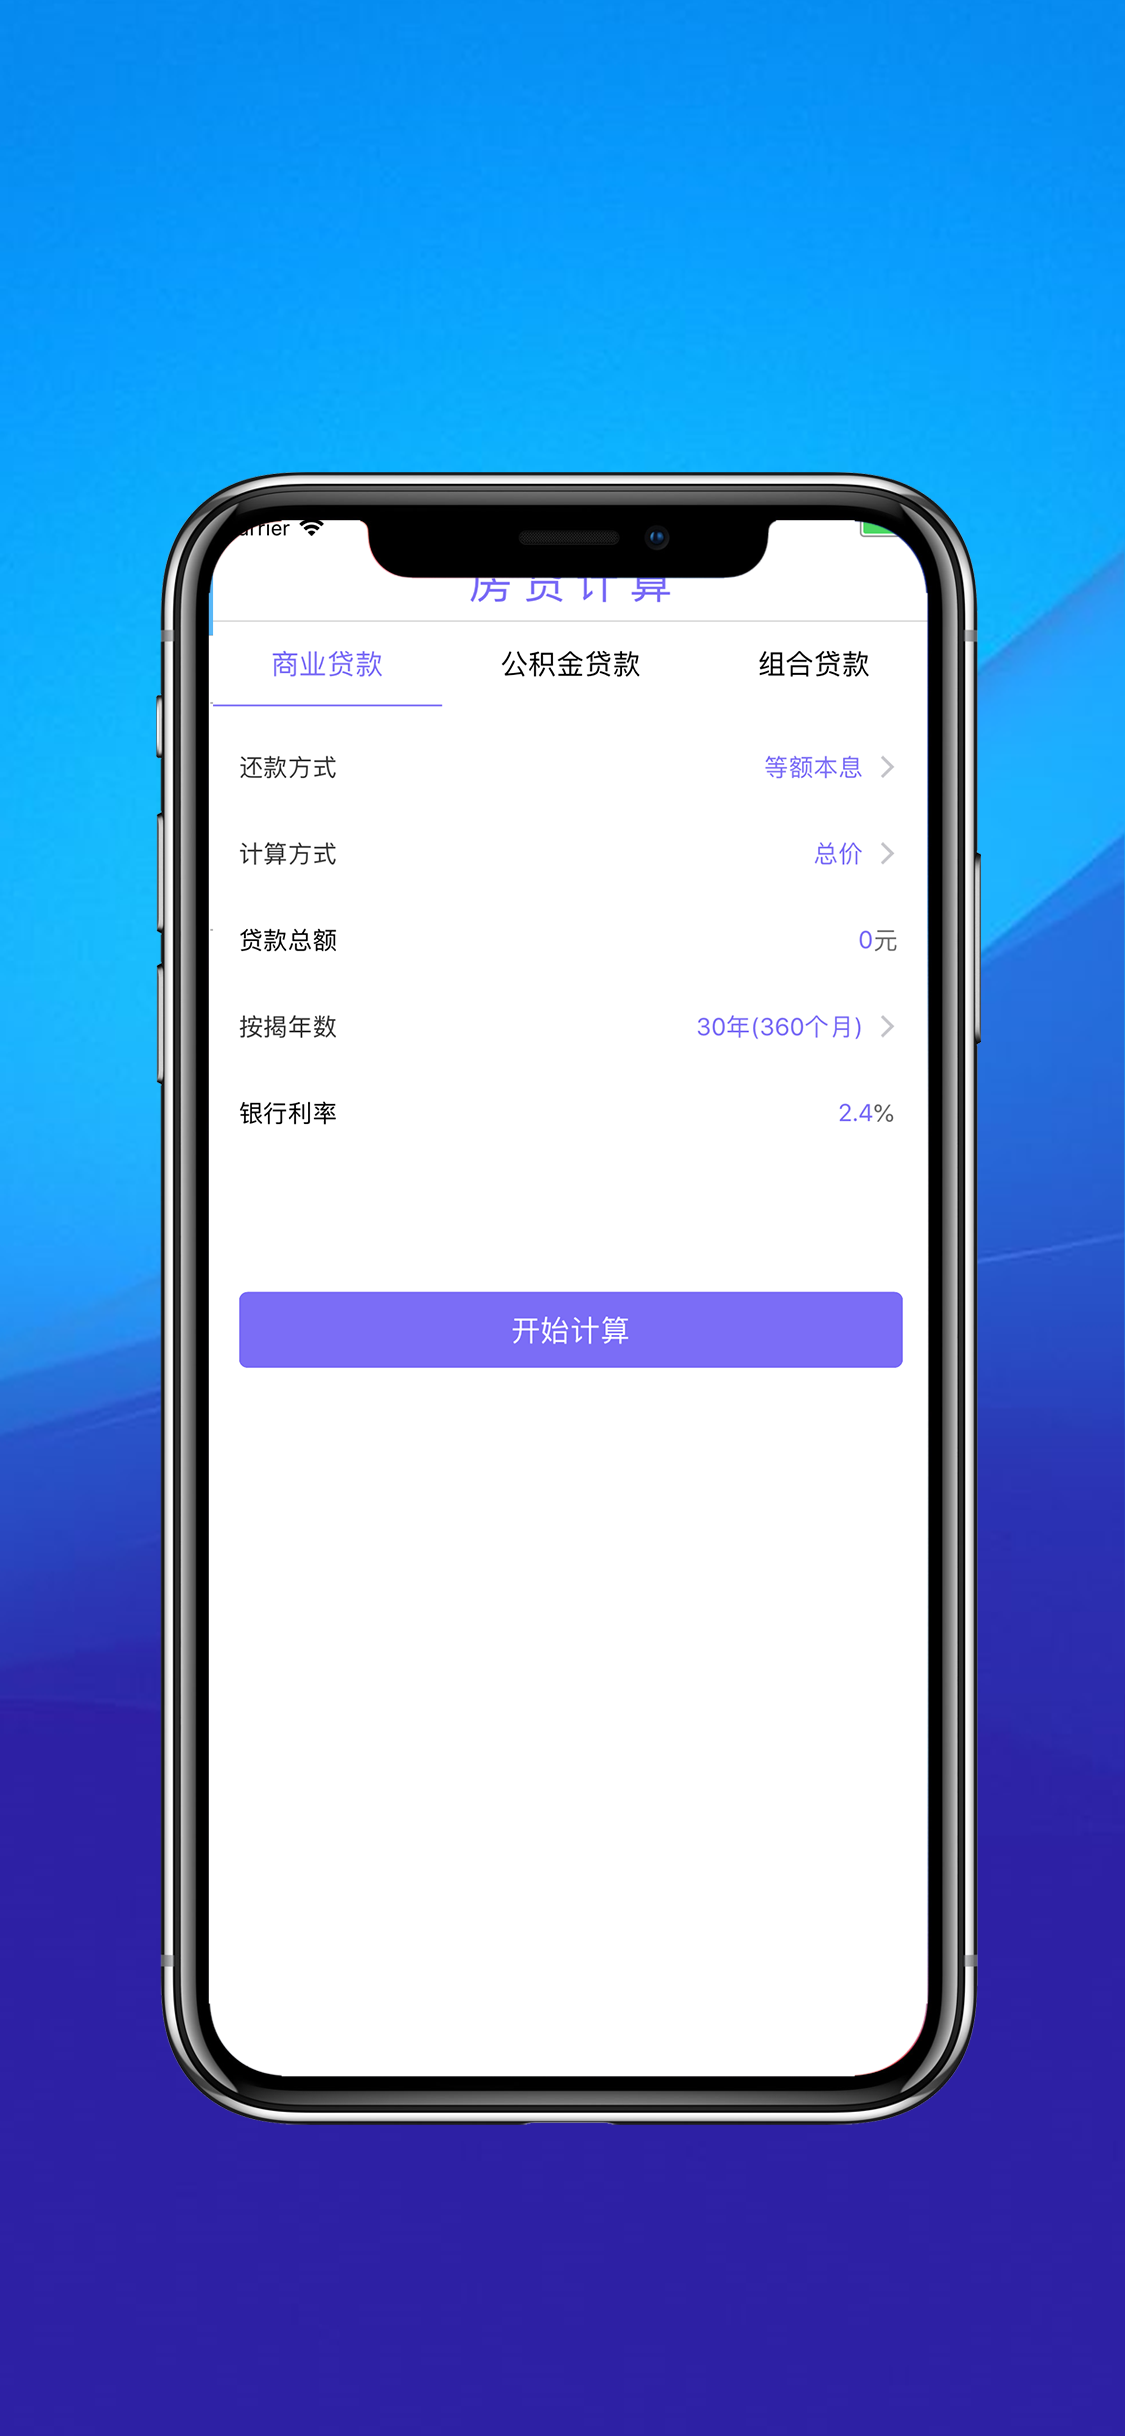 房贷计算
商业贷款 公积金贷款 组合贷款
还款方式 等额本息
计算方式 总价
贷款总额 0元
按揭年数 30年(360个月)
银行利率 2.4%
开始计算